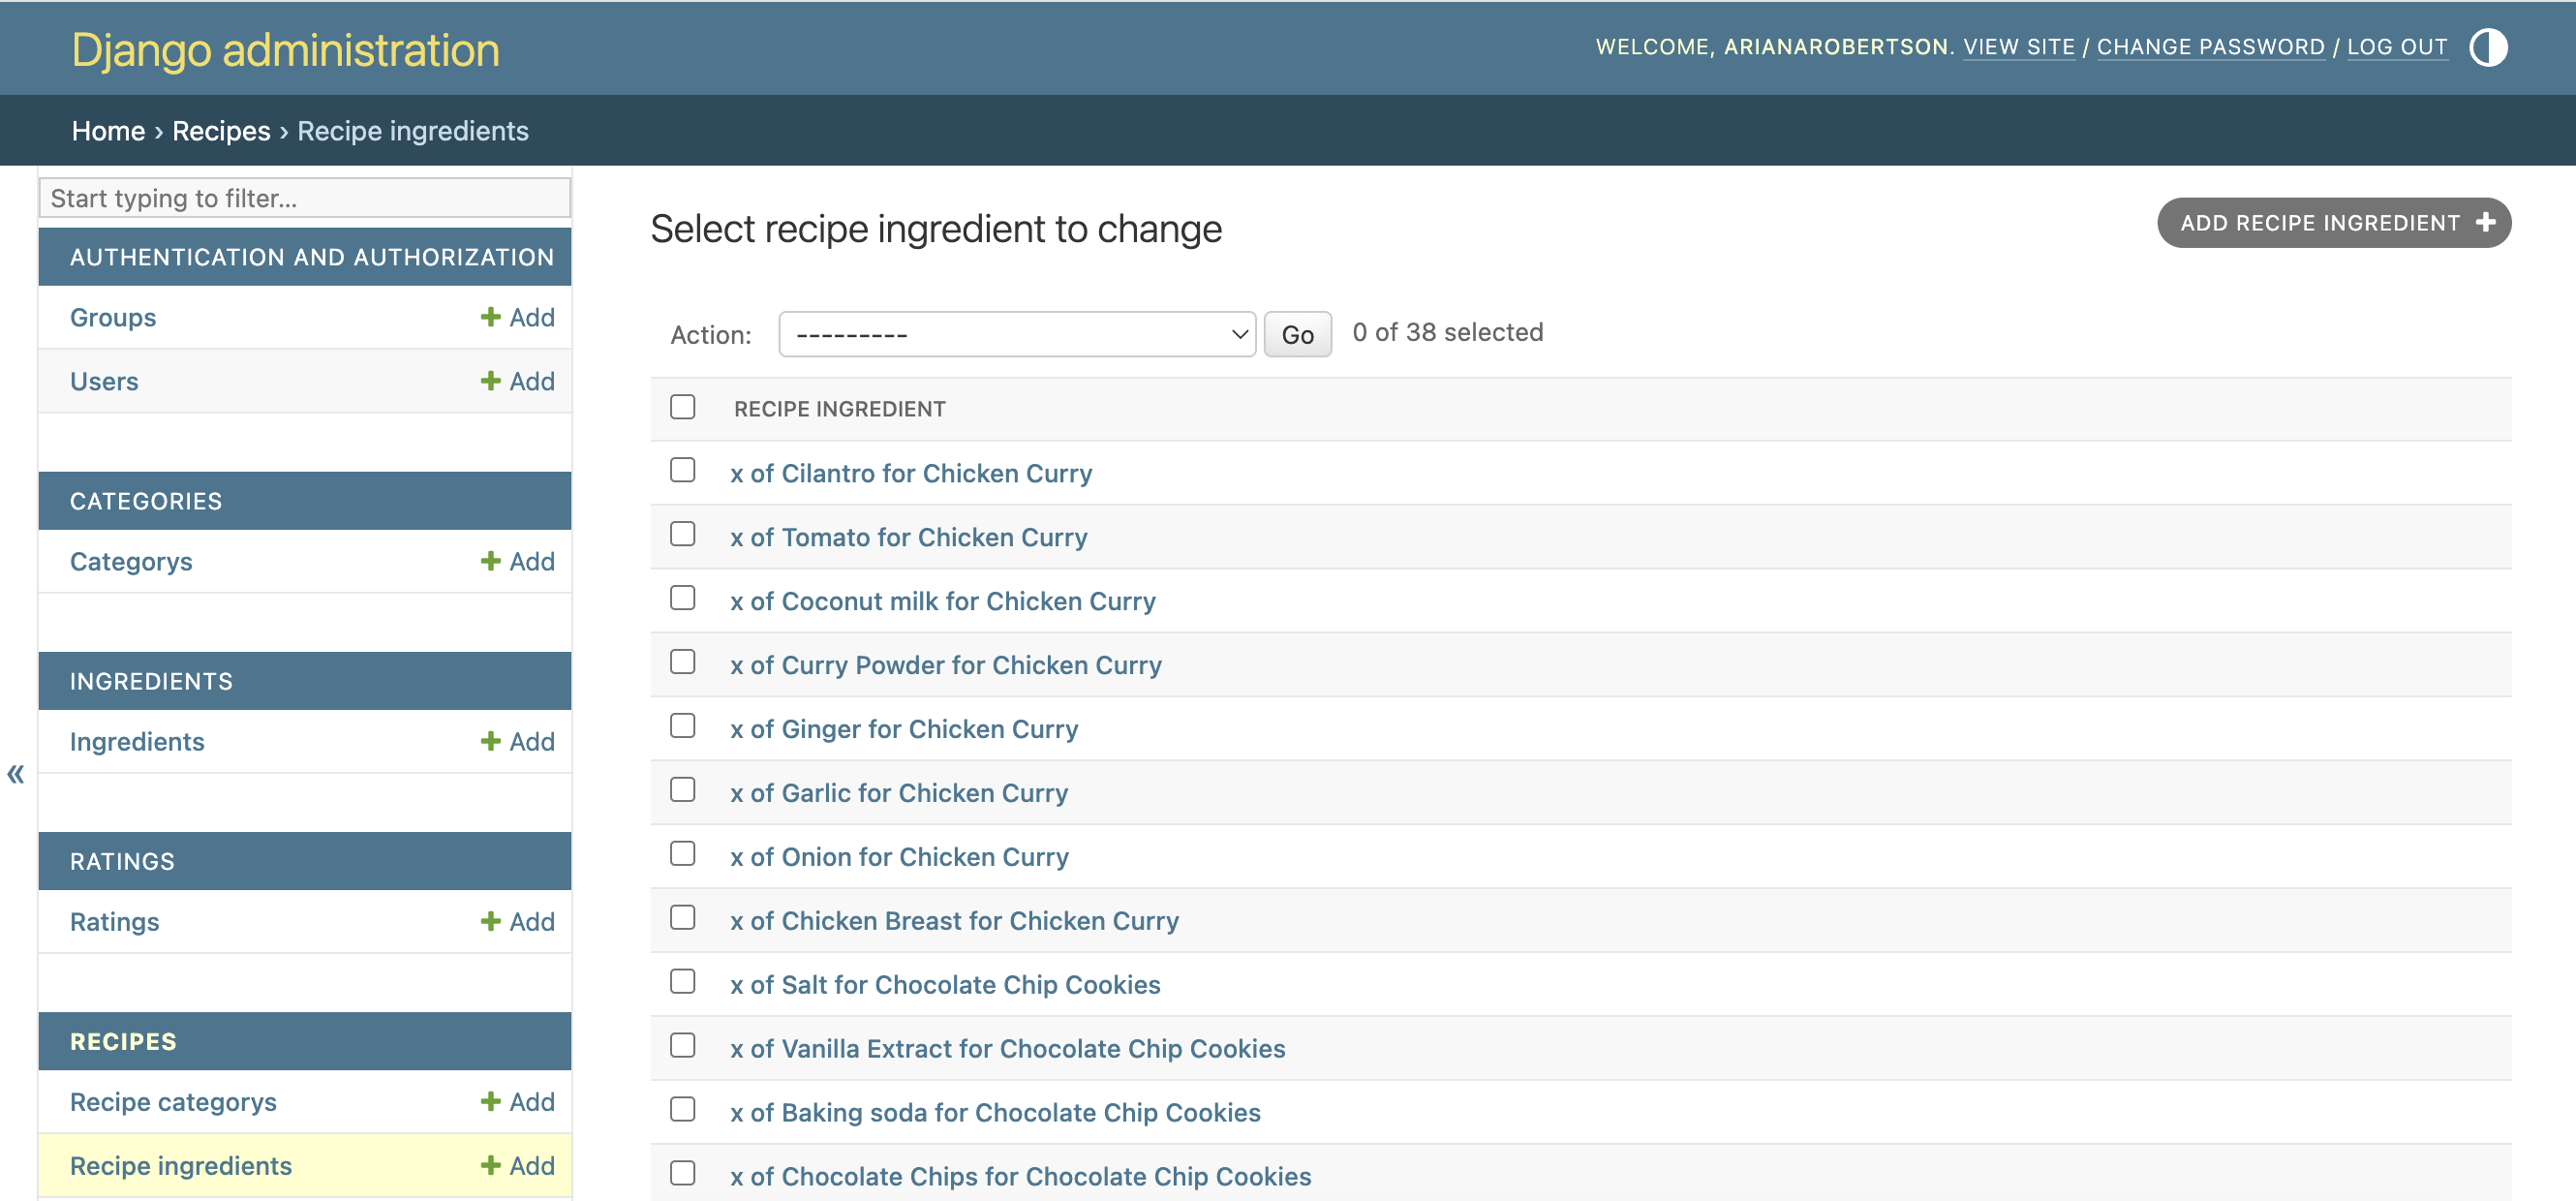 Django administration
WELCOME, ARIANAROBERTSON. VIEW SITE / CHANGE PASSWORD / LOG OUT
Home › Recipes › Recipe ingredients
Start typing to filter...
AUTHENTICATION AND AUTHORIZATION
Groups + Add
Users + Add
CATEGORIES
Categorys + Add
INGREDIENTS
Ingredients + Add
RATINGS
Ratings + Add
RECIPES
Recipe categorys + Add
Recipe ingredients + Add
«
Select recipe ingredient to change
ADD RECIPE INGREDIENT +
Action: --------- Go 0 of 38 selected
RECIPE INGREDIENT
x of Cilantro for Chicken Curry
x of Tomato for Chicken Curry
x of Coconut milk for Chicken Curry
x of Curry Powder for Chicken Curry
x of Ginger for Chicken Curry
x of Garlic for Chicken Curry
x of Onion for Chicken Curry
x of Chicken Breast for Chicken Curry
x of Salt for Chocolate Chip Cookies
x of Vanilla Extract for Chocolate Chip Cookies
x of Baking soda for Chocolate Chip Cookies
x of Chocolate Chips for Chocolate Chip Cookies